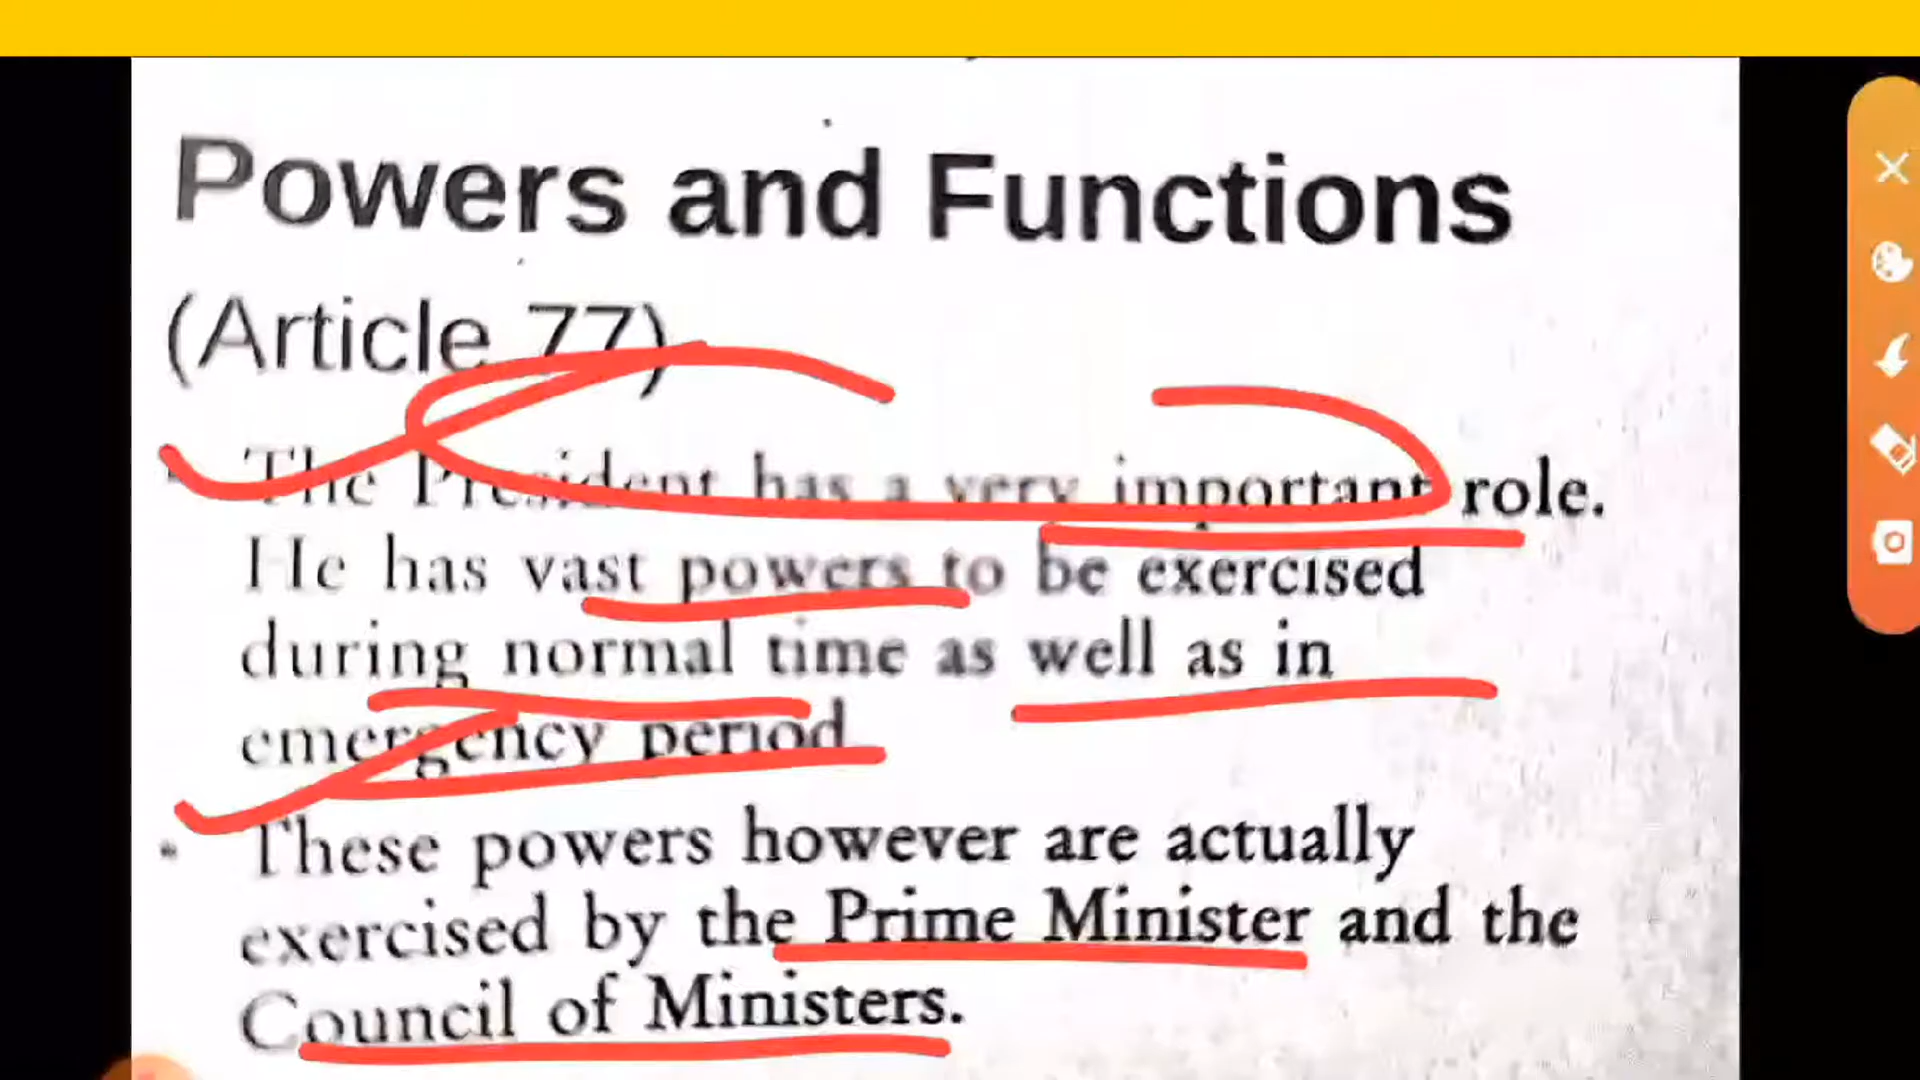 Powers and Functions
(Article 77)
The President has a very important role.
He has vast powers to be exercised
during normal time as well as in
emergency period
• These powers however are actually
exercised by the Prime Minister and the
Council of Ministers.